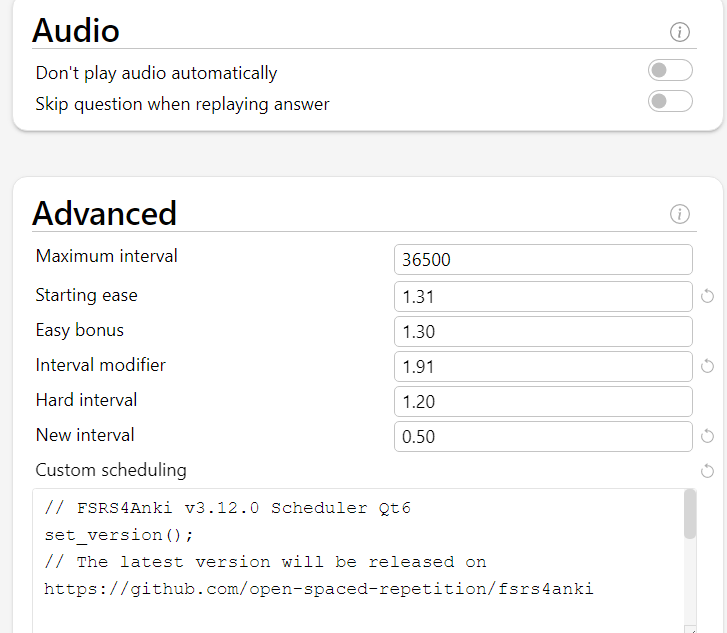 Audio
Don't play audio automatically
Skip question when replaying answer
Advanced
Maximum interval
36500
Starting ease
1.31
Easy bonus
1.30
Interval modifier
1.91
Hard interval
1.20
New interval
0.50
Custom scheduling
// FSRS4Anki v3.12.0 Scheduler Qt6
set_version();
// The latest version will be released on
https://github.com/open-spaced-repetition/fsrs4anki